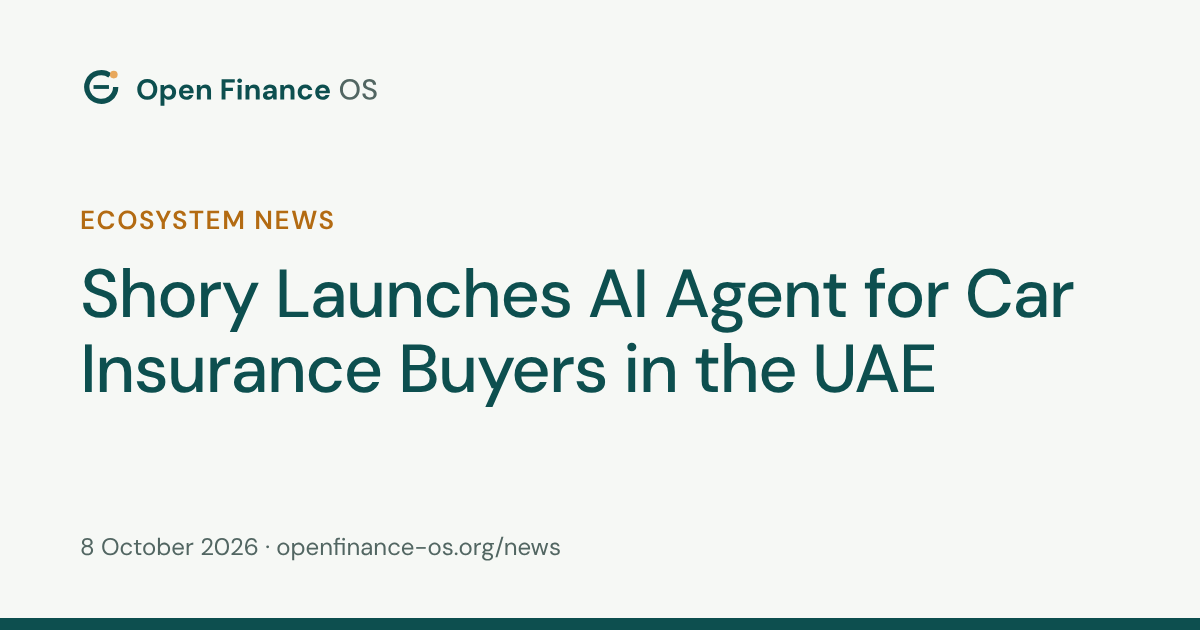 Open Finance OS
ECOSYSTEM NEWS
Shory Launches AI Agent for Car
Insurance Buyers in the UAE
8 October 2026 · openfinance-os.org/news